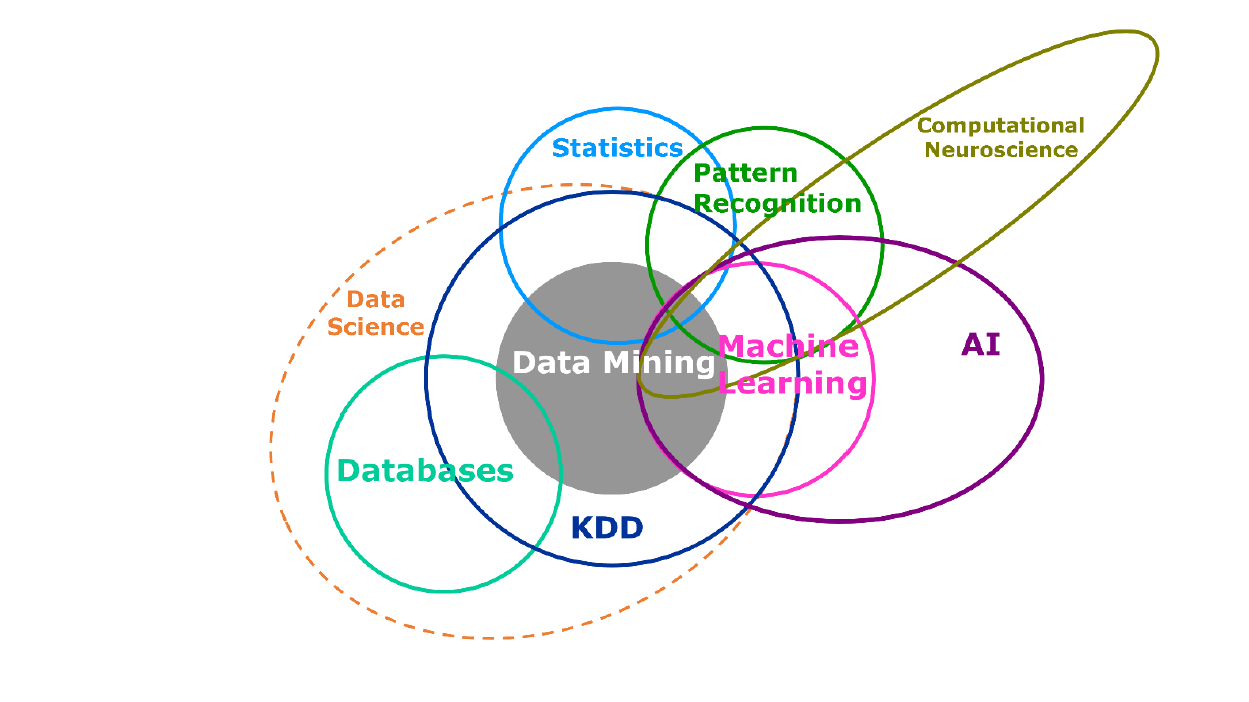 Statistics
Computational
Neuroscience
Pattern
Recognition
Data
Science
Machine
Learning
AI
Data Mining
Databases
KDD